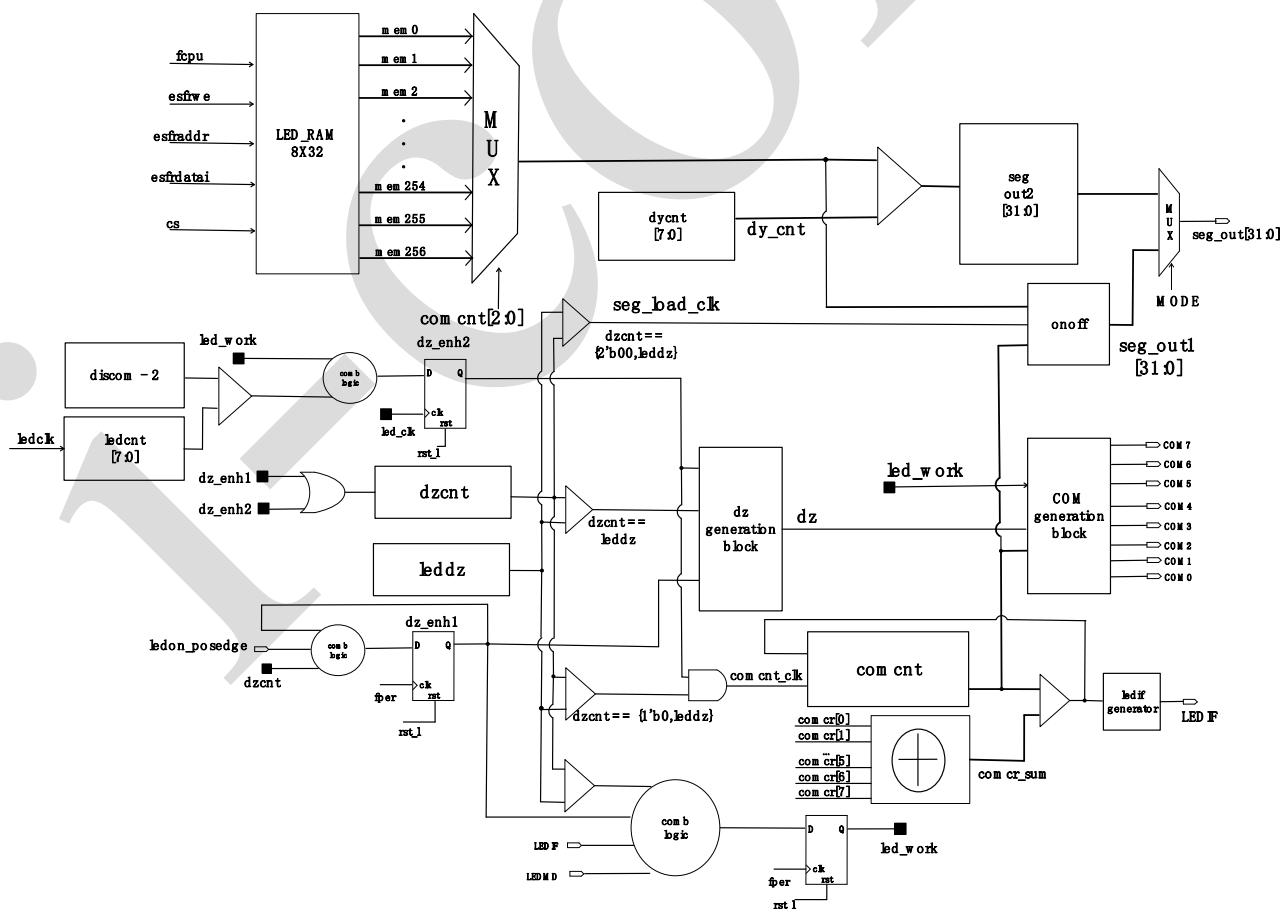 mem0
mem1
mem2
mem254
mem255
mem256
fcpu
esfrwe
esfraddr
esfrdatai
cs
LED_RAM
8X32
MUX
comcnt[2:0]
dycnt
[7:0]
dy_cnt
seg
out2
[31:0]
MUX
seg_out[31:0]
MODE
onoff
seg_out1
[31:0]
seg_load_clk
dzcnt==
{2'b00,leddz}
discom-2
ledclk
ledcnt
[7:0]
led_work
comb
logic
dz_enh2
D
Q
clk
rst
led_clk
rst_1
dz_enh1
dz_enh2
dzcnt
leddz
dzcnt==
leddz
dz
generation
block
dz
led_work
COM
generation
block
COM7
COM6
COM5
COM4
COM3
COM2
COM1
COM0
ledon_posedge
dzcnt
comb
logic
dz_enh1
D
Q
clk
rst
fper
rst_1
dzcnt=={1'b0,leddz}
comcnt_clk
comcnt
comcr[0]
comcr[1]
...
comcr[5]
comcr[6]
comcr[7]
comcr_sum
ledif
generator
LEDIF
comb
logic
LEDIF
LEDMD
D
Q
clk
rst
fper
rst1
led_work